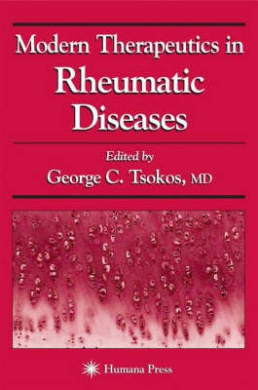 Modern Therapeutics in
Rheumatic
Diseases
Edited by
George C. Tsokos, MD
Humana Press